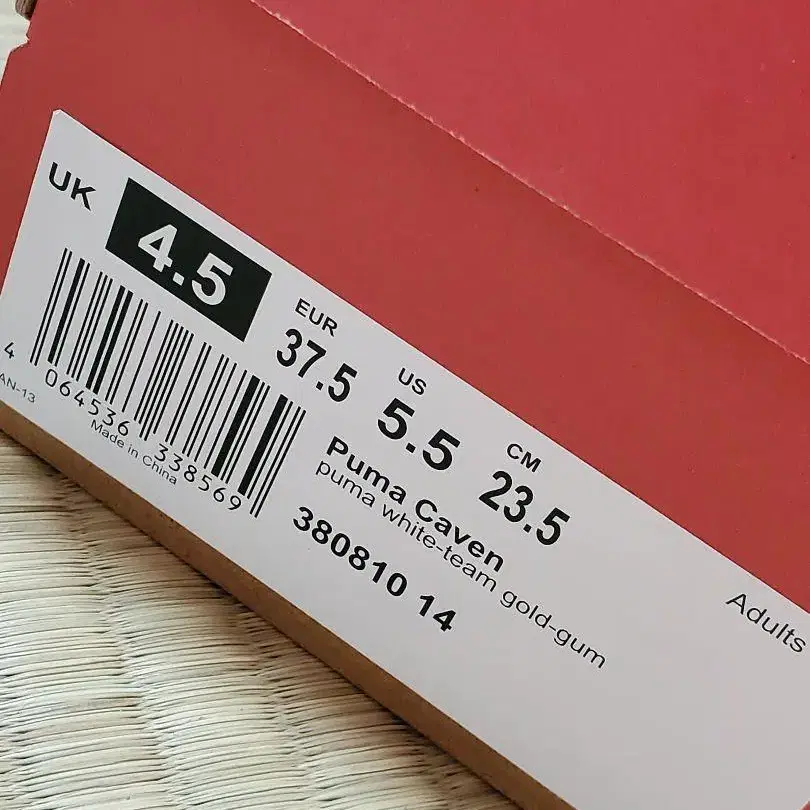 UK 4.5
EUR 37.5
US 5.5
CM 23.5
4 064536 338569
AN-13
Made in China
Puma Caven
puma white-team gold-gum
380810 14
Adults